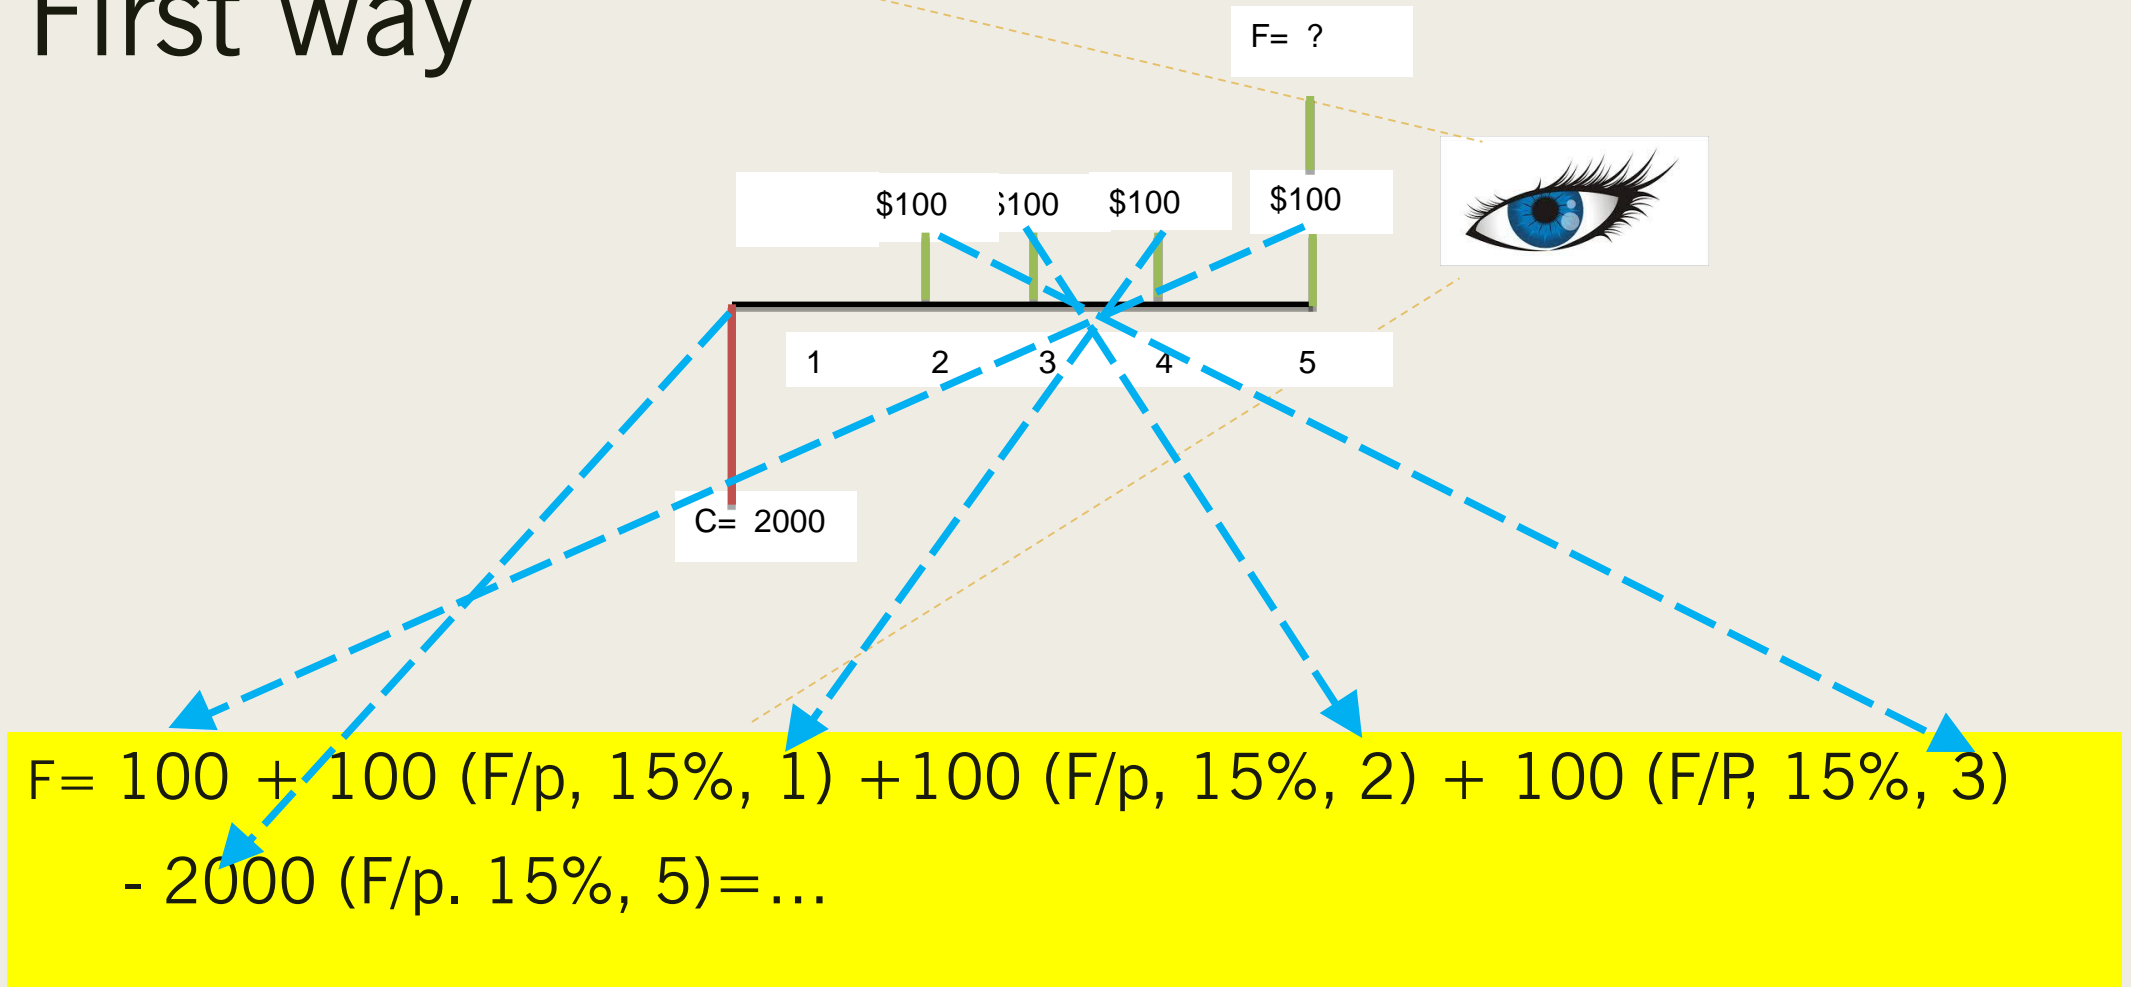 First way
F= ?
$100 $100 $100 $100
1 2 3 4 5
C= 2000
F= 100 + 100 (F/p, 15%, 1) +100 (F/p, 15%, 2) + 100 (F/P, 15%, 3)
- 2000 (F/p. 15%, 5)=...